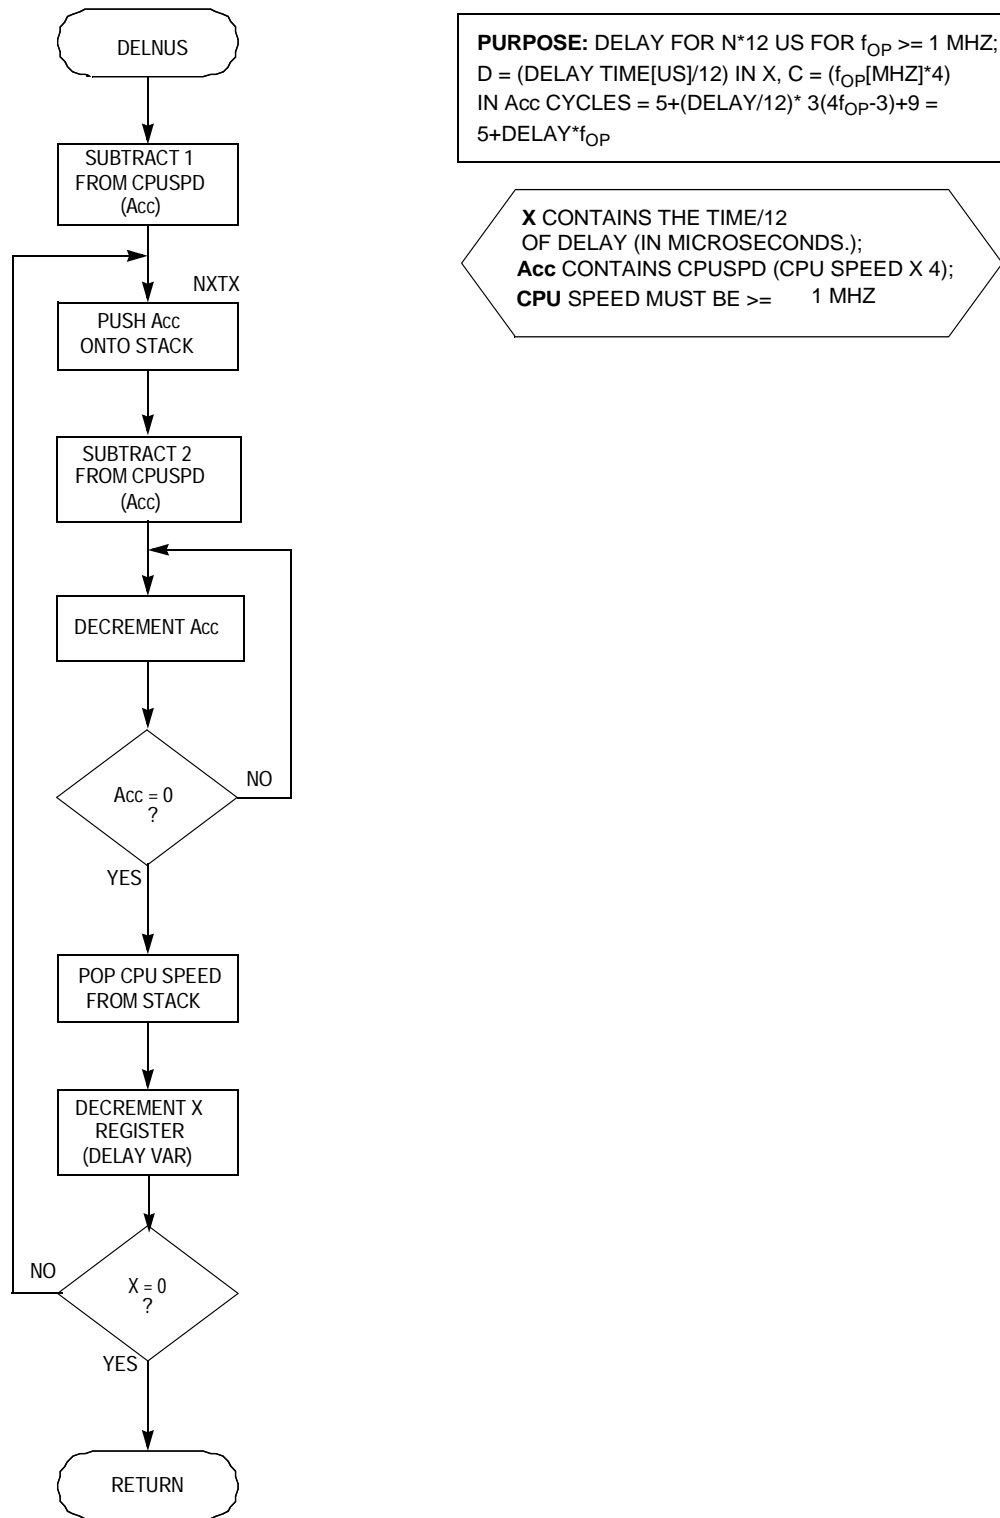 DELNUS
PURPOSE: DELAY FOR N*12 US FOR fOP >= 1 MHZ;
D = (DELAY TIME[US]/12) IN X, C = (fOP[MHZ]*4)
IN Acc CYCLES = 5+(DELAY/12)* 3(4fOP-3)+9 =
5+DELAY*fOP
SUBTRACT 1
FROM CPUSPD
(Acc)
X CONTAINS THE TIME/12
OF DELAY (IN MICROSECONDS.);
Acc CONTAINS CPUSPD (CPU SPEED X 4);
CPU SPEED MUST BE >= 1 MHZ
NXTX
PUSH Acc
ONTO STACK
SUBTRACT 2
FROM CPUSPD
(Acc)
DECREMENT Acc
Acc = 0
?
NO
YES
POP CPU SPEED
FROM STACK
DECREMENT X
REGISTER
(DELAY VAR)
NO
X = 0
?
YES
RETURN